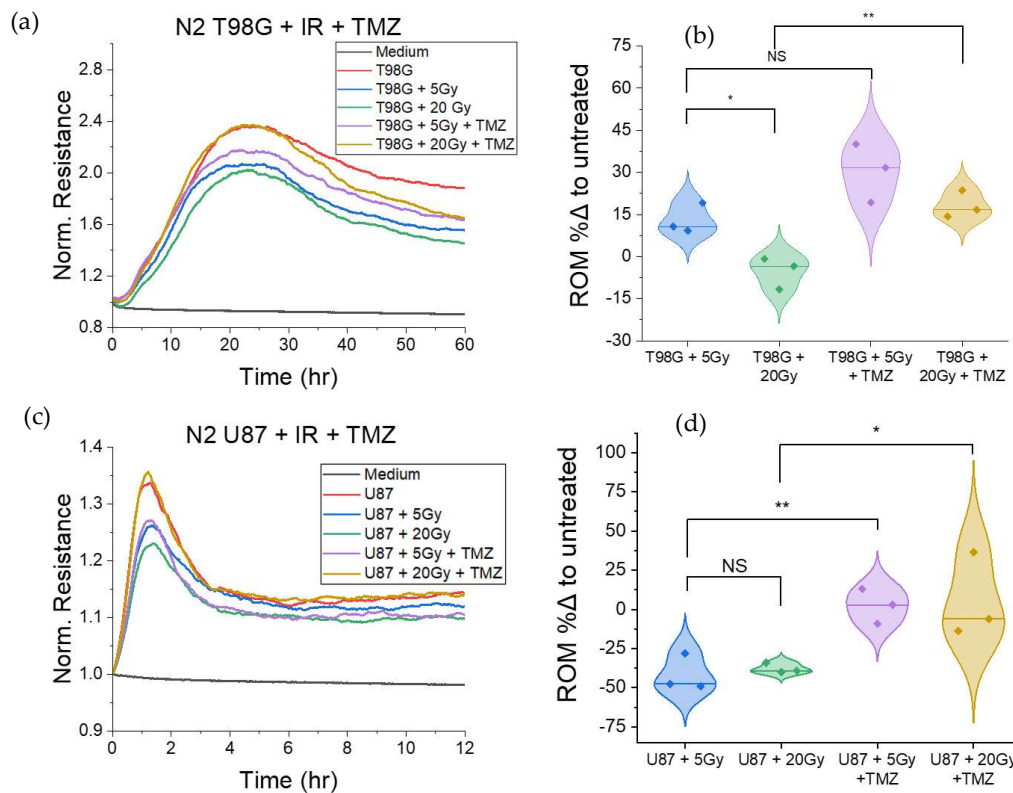 (a)
N2 T98G + IR + TMZ
Norm. Resistance
2.8
2.4
2.0
1.6
1.2
0.8
Medium
T98G
T98G + 5Gy
T98G + 20 Gy
T98G + 5Gy + TMZ
T98G + 20Gy + TMZ
0 10 20 30 40 50 60
Time (hr)
(b)
ROM %Δ to untreated
75
60
45
30
15
0
-15
-30
**
NS
*
T98G + 5Gy
T98G +
20Gy
T98G + 5Gy
+ TMZ
T98G +
20Gy + TMZ
(c)
N2 U87 + IR + TMZ
Norm. Resistance
1.4
1.3
1.2
1.1
1.0
0.9
Medium
U87
U87 + 5Gy
U87 + 20Gy
U87 + 5Gy + TMZ
U87 + 20Gy + TMZ
0 2 4 6 8 10 12
Time (hr)
(d)
ROM %Δ to untreated
100
75
50
25
0
-25
-50
-75
*
**
NS
U87 + 5Gy
U87 + 20Gy
U87 + 5Gy
+TMZ
U87 + 20Gy
+TMZ